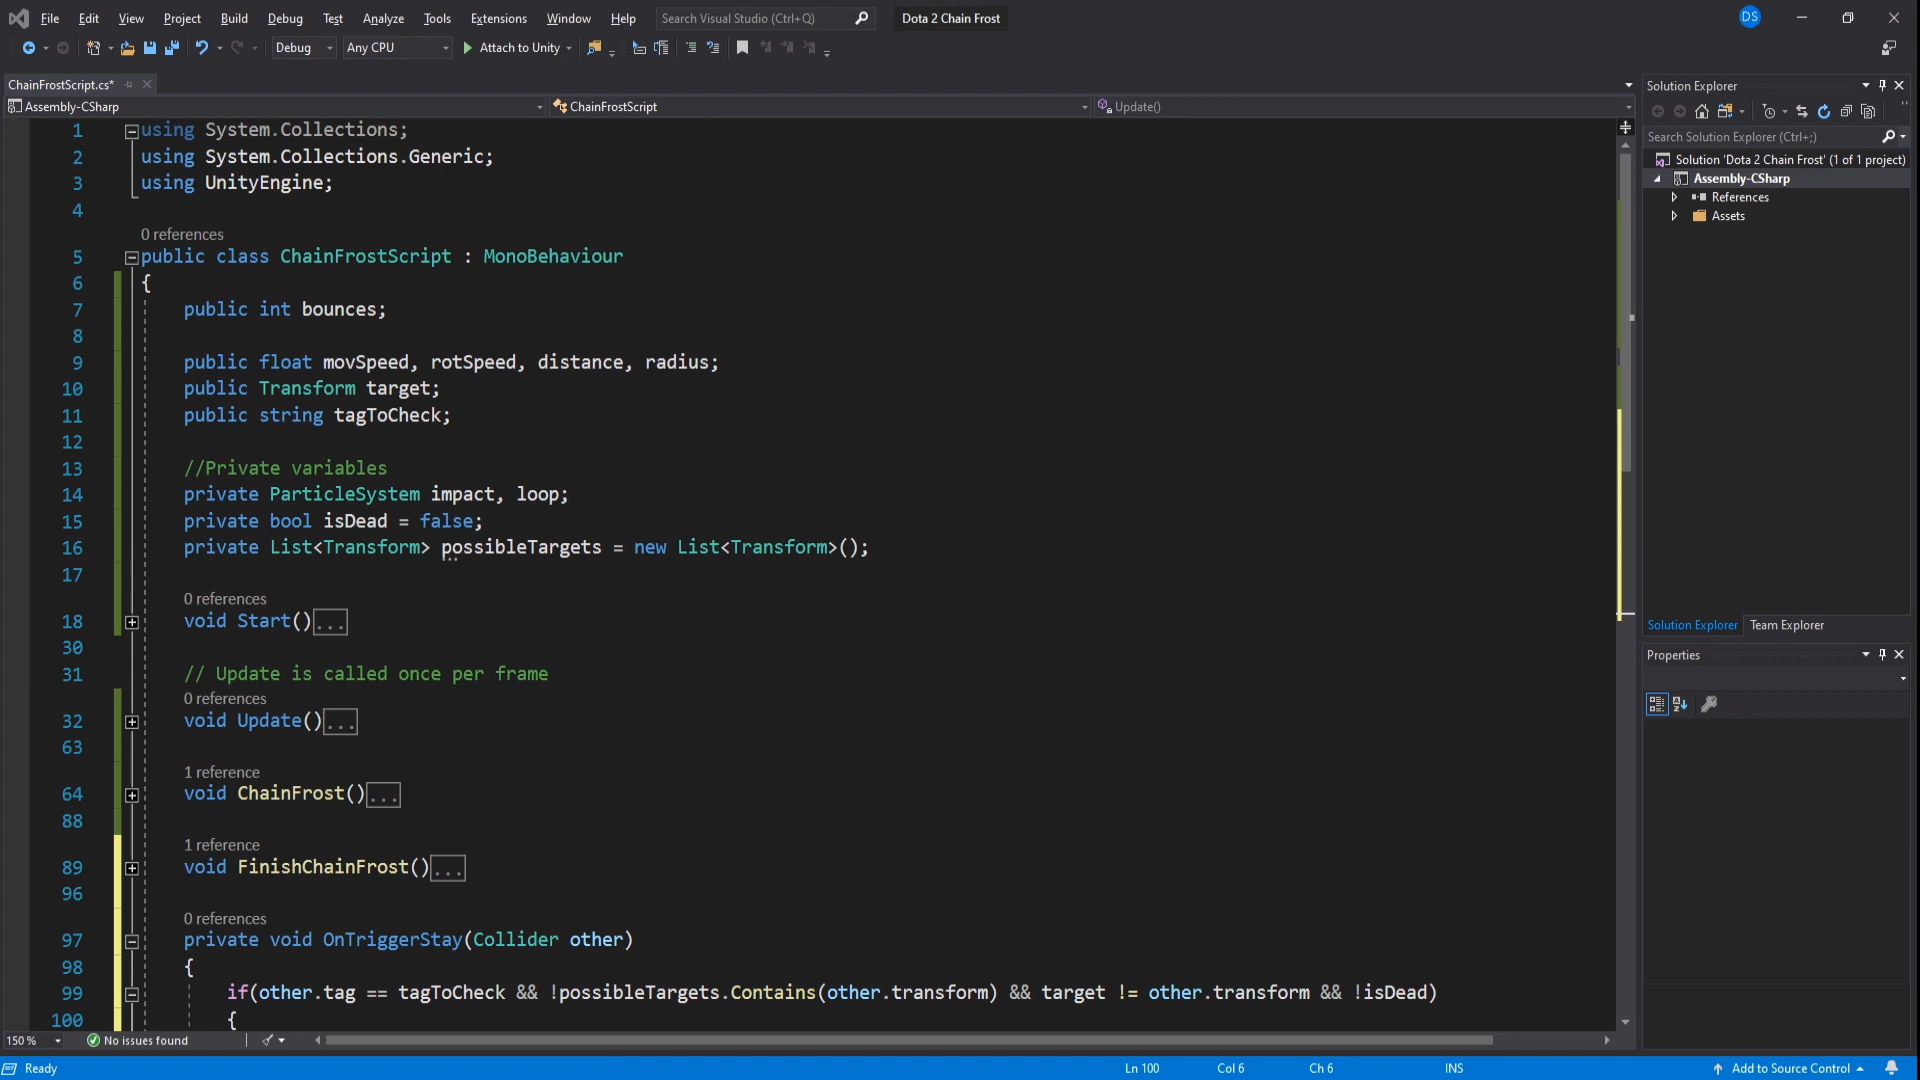 File Edit View Project Build Debug Test Analyze Tools Extensions Window Help Search Visual Studio (Ctrl+Q) Dota 2 Chain Frost DS
Debug Any CPU Attach to Unity
ChainFrostScript.cs*
Assembly-CSharp ChainFrostScript Update()
1 using System.Collections;
2 using System.Collections.Generic;
3 using UnityEngine;
4
0 references
5 public class ChainFrostScript : MonoBehaviour
6 {
7 public int bounces;
8
9 public float movSpeed, rotSpeed, distance, radius;
10 public Transform target;
11 public string tagToCheck;
12
13 //Private variables
14 private ParticleSystem impact, loop;
15 private bool isDead = false;
16 private List<Transform> possibleTargets = new List<Transform>();
17
0 references
18 void Start()...
30
31 // Update is called once per frame
0 references
32 void Update()...
63
1 reference
64 void ChainFrost()...
88
1 reference
89 void FinishChainFrost()...
96
0 references
97 private void OnTriggerStay(Collider other)
98 {
99 if(other.tag == tagToCheck && !possibleTargets.Contains(other.transform) && target != other.transform && !isDead)
100 {
150 % No issues found
Ready Ln 100 Col 6 Ch 6 INS Add to Source Control
Solution Explorer
Search Solution Explorer (Ctrl+;)
Solution 'Dota 2 Chain Frost' (1 of 1 project)
Assembly-CSharp
References
Assets
Solution Explorer Team Explorer
Properties